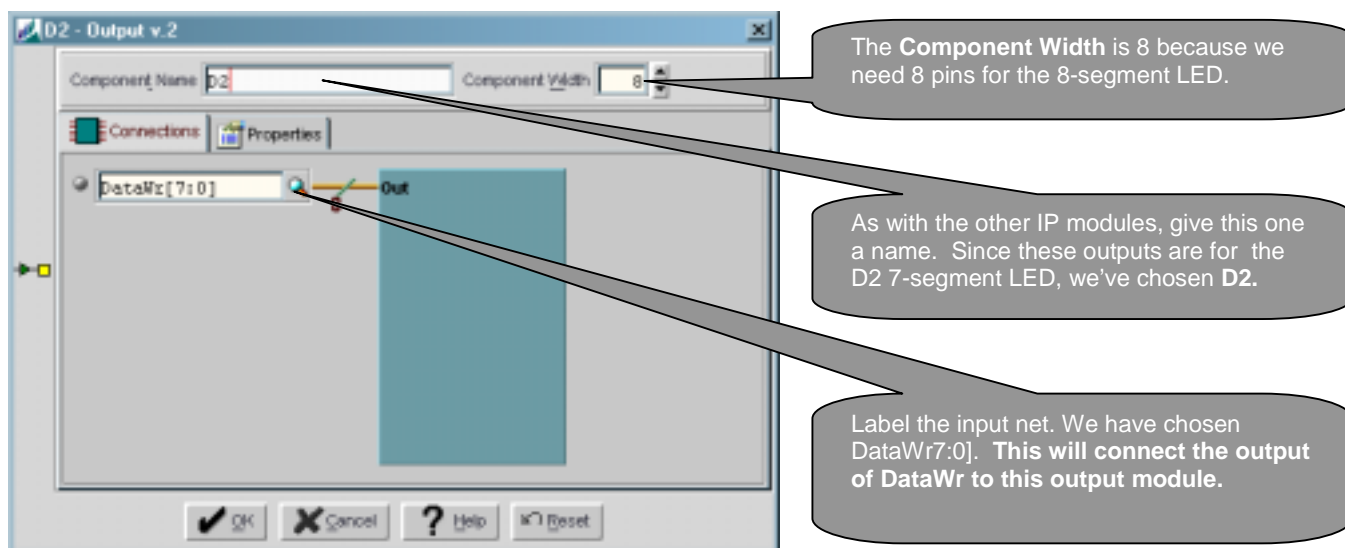 D2 - Output v.2
Component Name D2 Component Width 8
Connections Properties
DataWr[7:0] 8 Out
OK Cancel Help Reset
The Component Width is 8 because we
need 8 pins for the 8-segment LED.
As with the other IP modules, give this one
a name. Since these outputs are for the
D2 7-segment LED, we’ve chosen D2.
Label the input net. We have chosen
DataWr7:0]. This will connect the output
of DataWr to this output module.